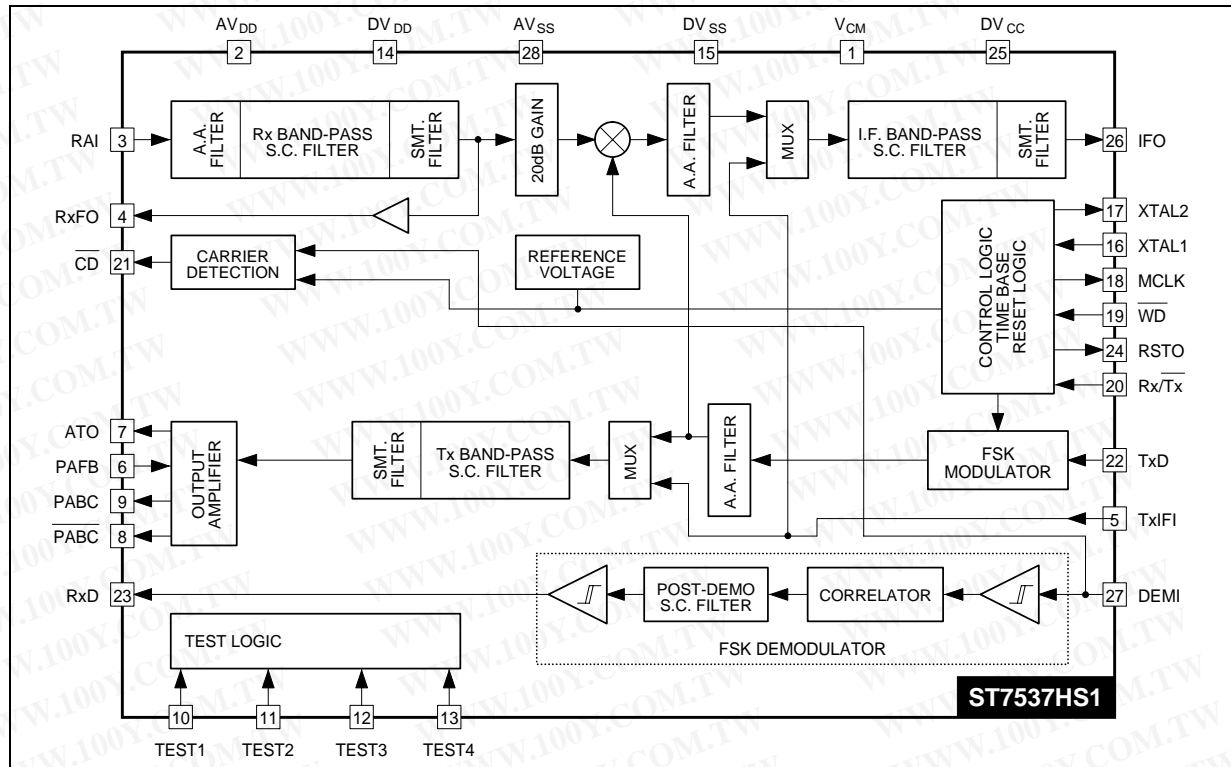 AVDD
DVDD
AVSS
DVSS
VCM
DVCC
2
14
28
15
1
25
RAI
3
A.A.
FILTER
Rx BAND-PASS
S.C. FILTER
SMT.
FILTER
20dB GAIN
A.A. FILTER
MUX
I.F. BAND-PASS
S.C. FILTER
SMT.
FILTER
26
IFO
RxFO
4
CD
21
CARRIER
DETECTION
REFERENCE
VOLTAGE
CONTROL LOGIC
TIME BASE
RESET LOGIC
17
XTAL2
16
XTAL1
18
MCLK
19
WD
24
RSTO
20
Rx/Tx
ATO
7
PAFB
6
PABC
9
PABC
8
OUTPUT
AMPLIFIER
SMT.
FILTER
Tx BAND-PASS
S.C. FILTER
MUX
A.A. FILTER
FSK
MODULATOR
22
TxD
5
TxIFI
RxD
23
POST-DEMO
S.C. FILTER
CORRELATOR
27
DEMI
FSK DEMODULATOR
TEST LOGIC
ST7537HS1
10
11
12
13
TEST1
TEST2
TEST3
TEST4
WWW.100Y.COM.TW